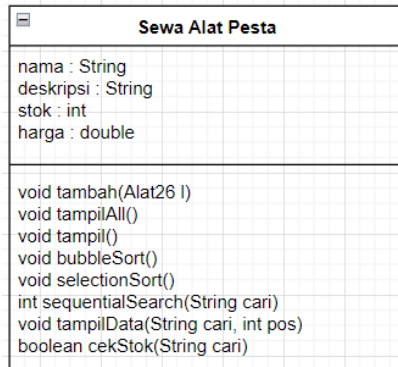 Sewa Alat Pesta
nama : String
deskripsi : String
stok : int
harga : double
void tambah(Alat26 l)
void tampilAll()
void tampil()
void bubbleSort()
void selectionSort()
int sequentialSearch(String cari)
void tampilData(String cari, int pos)
boolean cekStok(String cari)